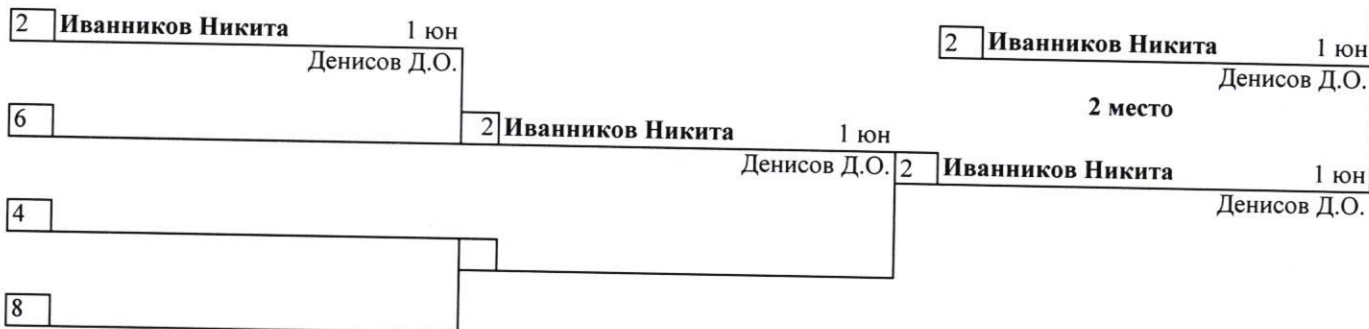 2 Иванников Никита 1 юн
Денисов Д.О.
2 Иванников Никита 1 юн
Денисов Д.О.
2 место
6
2 Иванников Никита 1 юн
Денисов Д.О.
2 Иванников Никита 1 юн
Денисов Д.О.
4
8